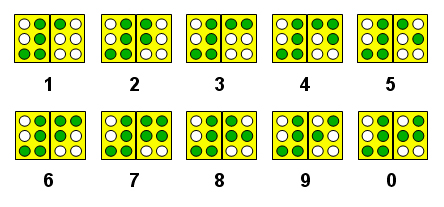 ⠼⠁ ⠼⠃ ⠼⠉ ⠼⠙ ⠼⠑
1 2 3 4 5
⠼⠋ ⠼⠛ ⠼⠓ ⠼⠊ ⠼⠚
6 7 8 9 0